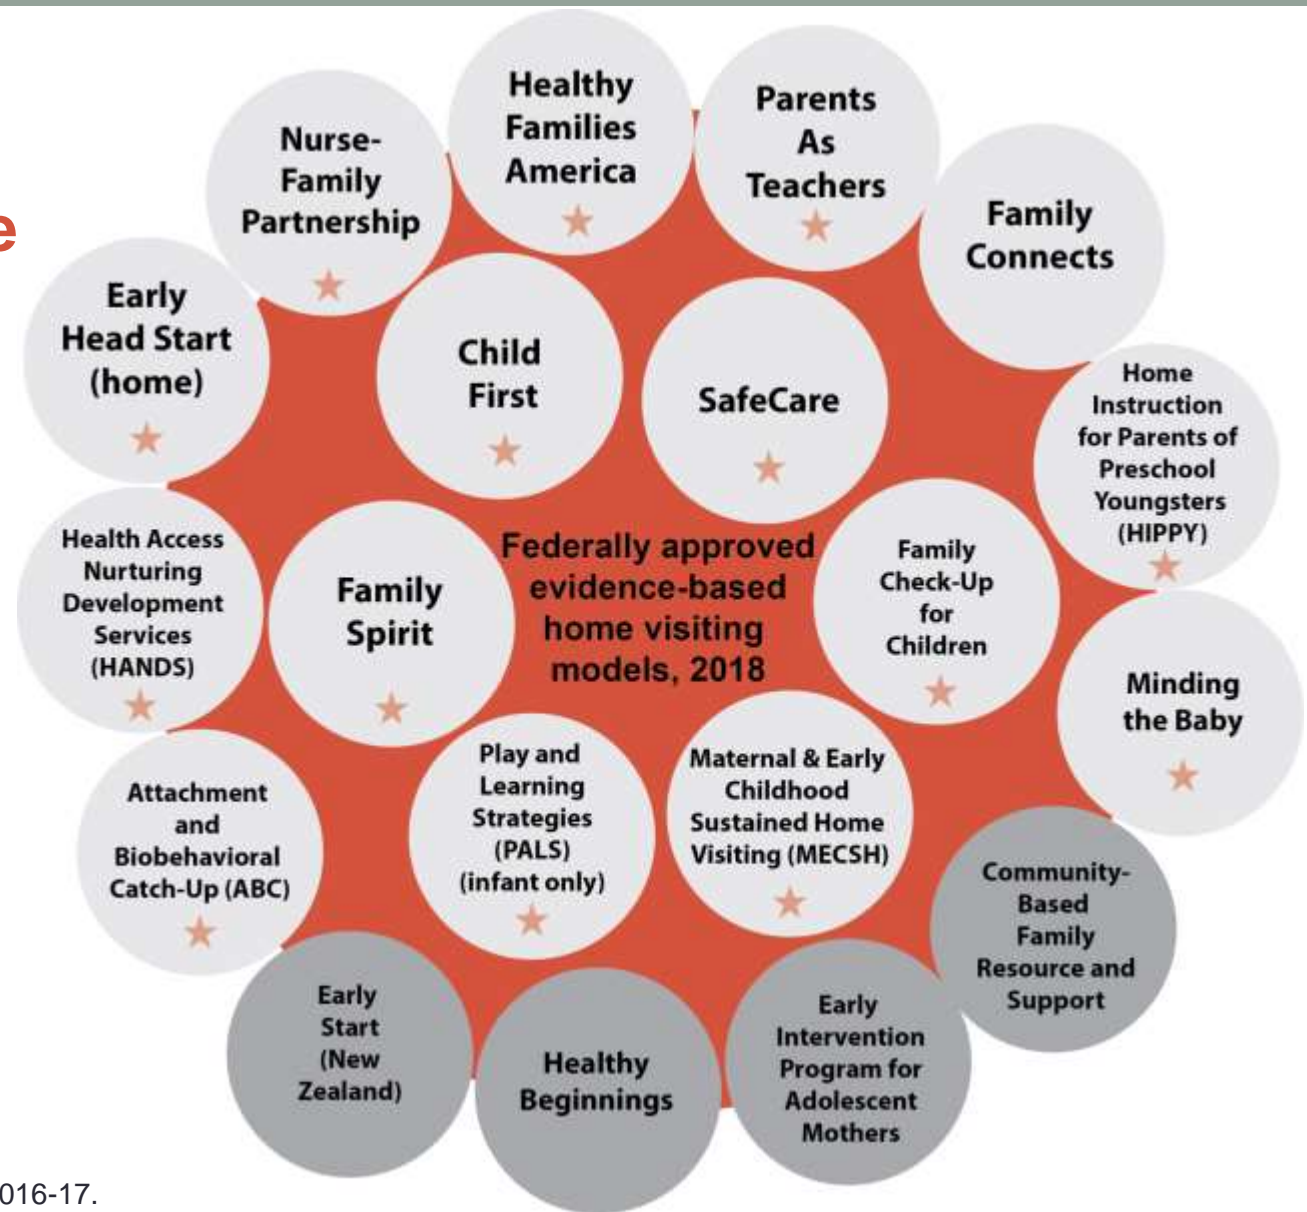 Healthy
Families
America
Parents
As
Teachers
Nurse-
Family
Partnership
Family
Connects
e
Early
Head Start
(home)
Child
First
SafeCare
Home
Instruction
for Parents of
Preschool
Youngsters
(HIPPY)
Health Access
Nurturing
Development
Services
(HANDS)
Family
Spirit
Federally approved
evidence-based
home visiting
models, 2018
Family
Check-Up
for
Children
Minding
the Baby
Attachment
and
Biobehavioral
Catch-Up (ABC)
Play and
Learning
Strategies
(PALS)
(infant only)
Maternal & Early
Childhood
Sustained Home
Visiting (MECSH)
Community-
Based
Family
Resource and
Support
Early
Start
(New
Zealand)
Healthy
Beginnings
Early
Intervention
Program for
Adolescent
Mothers
016-17.